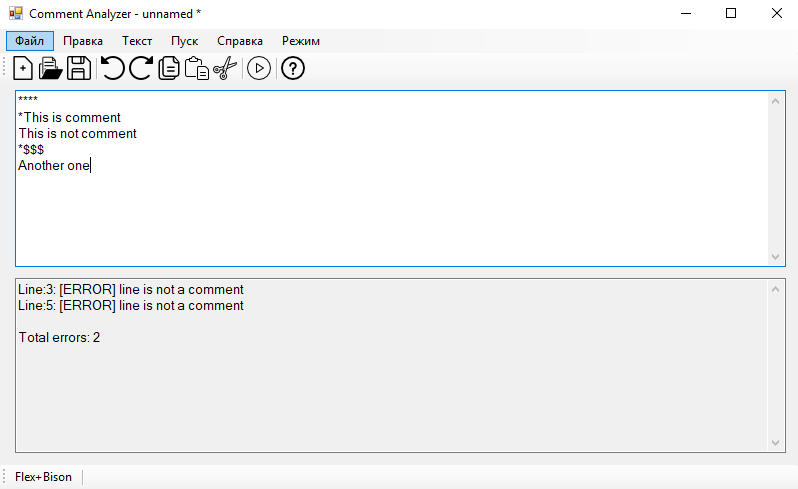 Comment Analyzer - unnamed *
Файл Правка Текст Пуск Справка Режим
****
*This is comment
This is not comment
*$$$
Another one
Line:3: [ERROR] line is not a comment
Line:5: [ERROR] line is not a comment
Total errors: 2
Flex+Bison